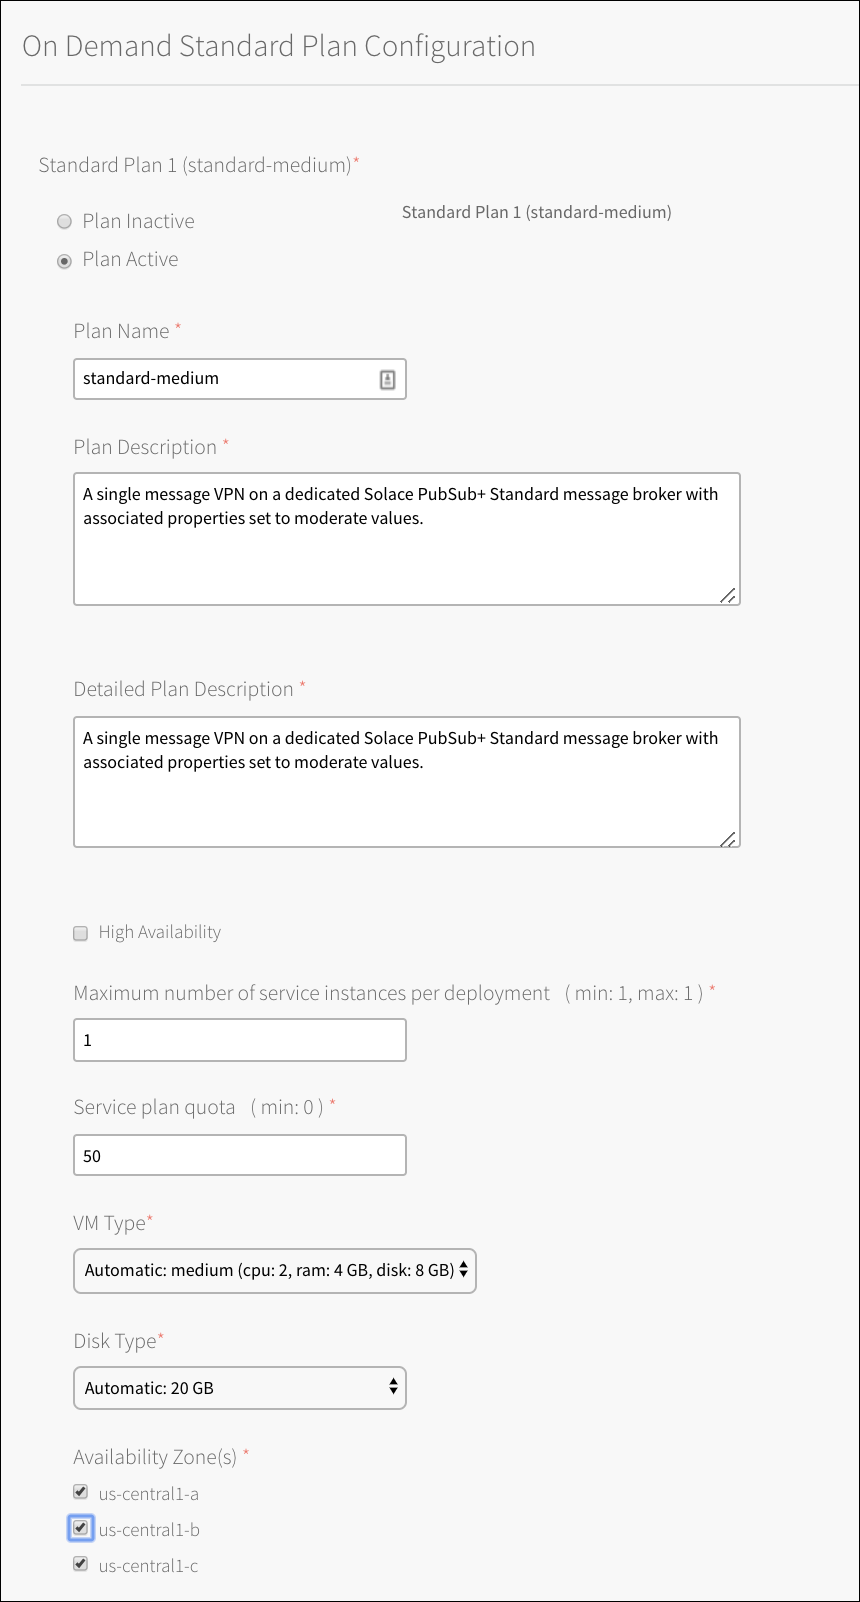 On Demand Standard Plan Configuration
Standard Plan 1 (standard-medium)*
Standard Plan 1 (standard-medium)
Plan Inactive
Plan Active
Plan Name *
standard-medium
Plan Description *
A single message VPN on a dedicated Solace PubSub+ Standard message broker with
associated properties set to moderate values.
Detailed Plan Description *
A single message VPN on a dedicated Solace PubSub+ Standard message broker with
associated properties set to moderate values.
High Availability
Maximum number of service instances per deployment ( min: 1, max: 1 ) *
1
Service plan quota ( min: 0 ) *
50
VM Type*
Automatic: medium (cpu: 2, ram: 4 GB, disk: 8 GB)
Disk Type*
Automatic: 20 GB
Availability Zone(s) *
us-central1-a
us-central1-b
us-central1-c